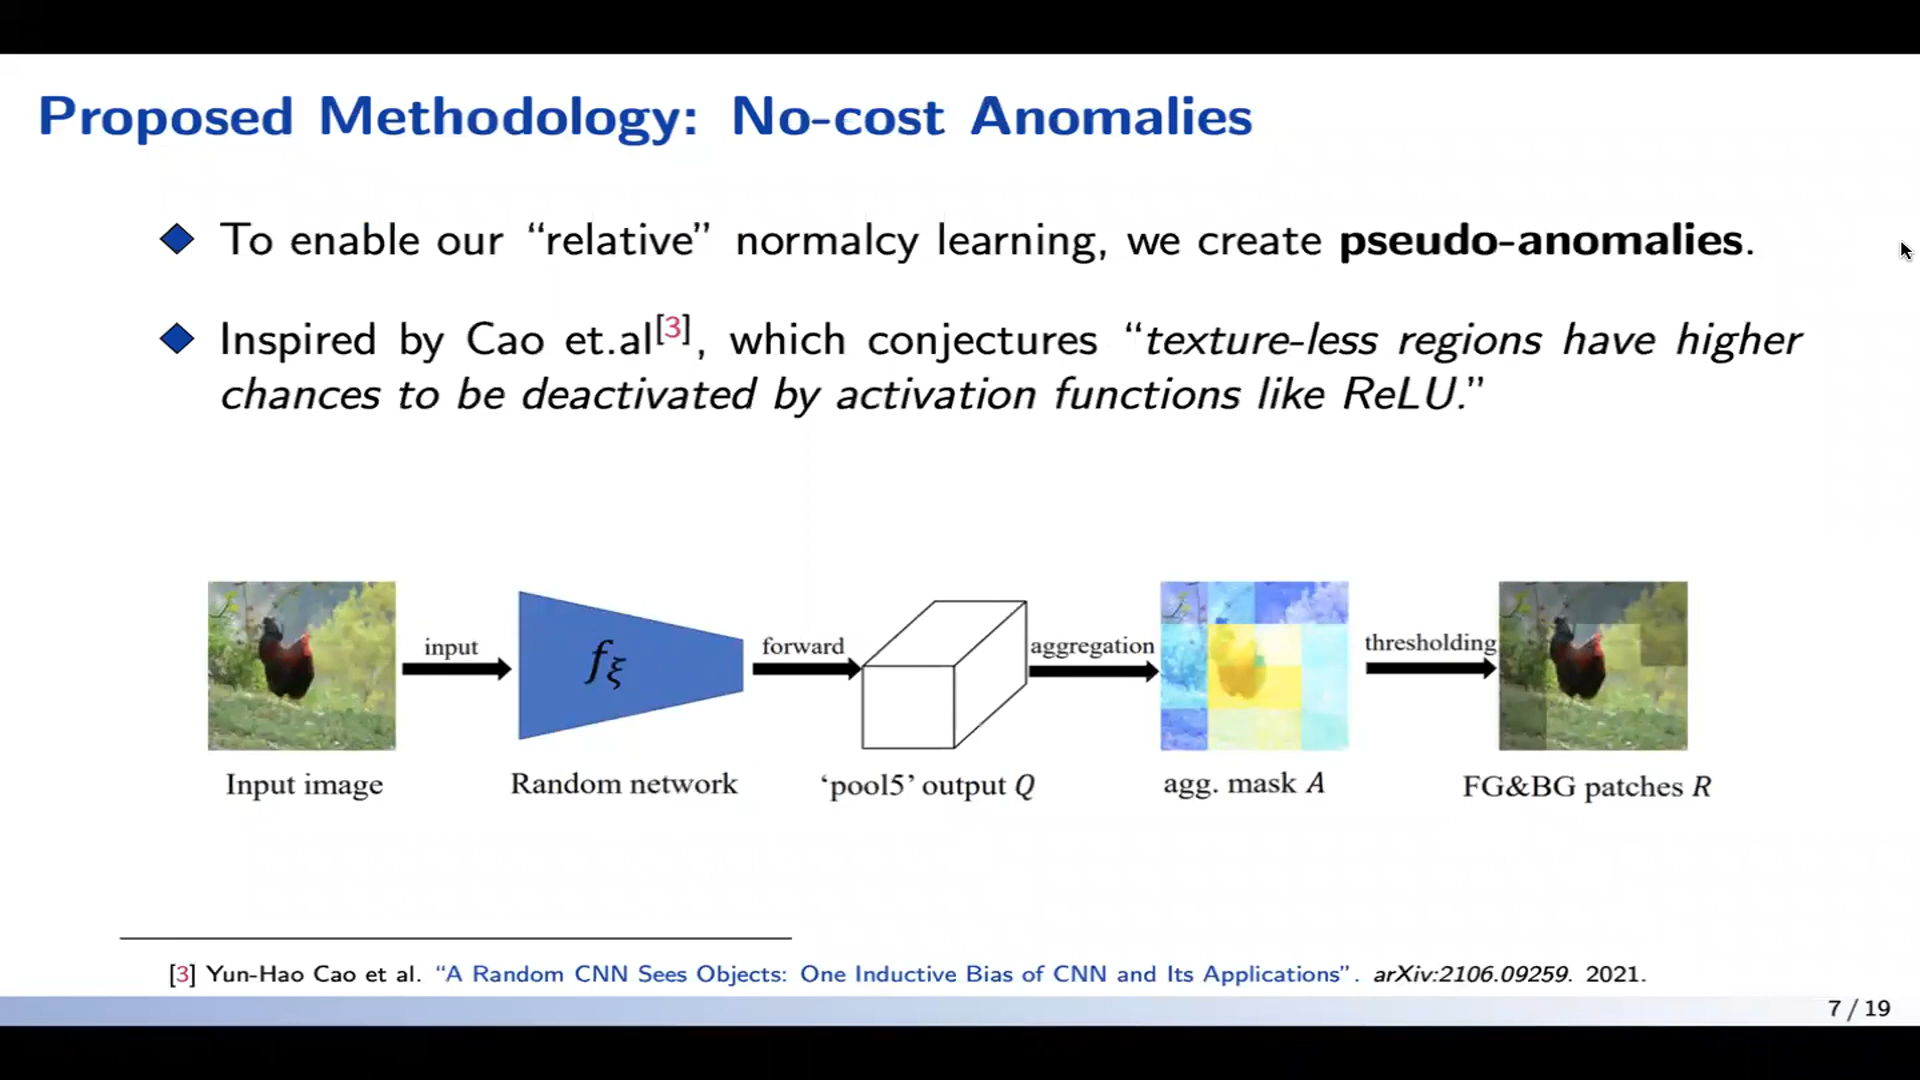 Proposed Methodology: No-cost Anomalies
To enable our “relative” normalcy learning, we create pseudo-anomalies.
Inspired by Cao et.al[3], which conjectures “texture-less regions have higher
chances to be deactivated by activation functions like ReLU.”
input
forward
aggregation
thresholding
fξ
Input image
Random network
‘pool5’ output Q
agg. mask A
FG&BG patches R
[3] Yun-Hao Cao et al. “A Random CNN Sees Objects: One Inductive Bias of CNN and Its Applications”. arXiv:2106.09259. 2021.
7 / 19